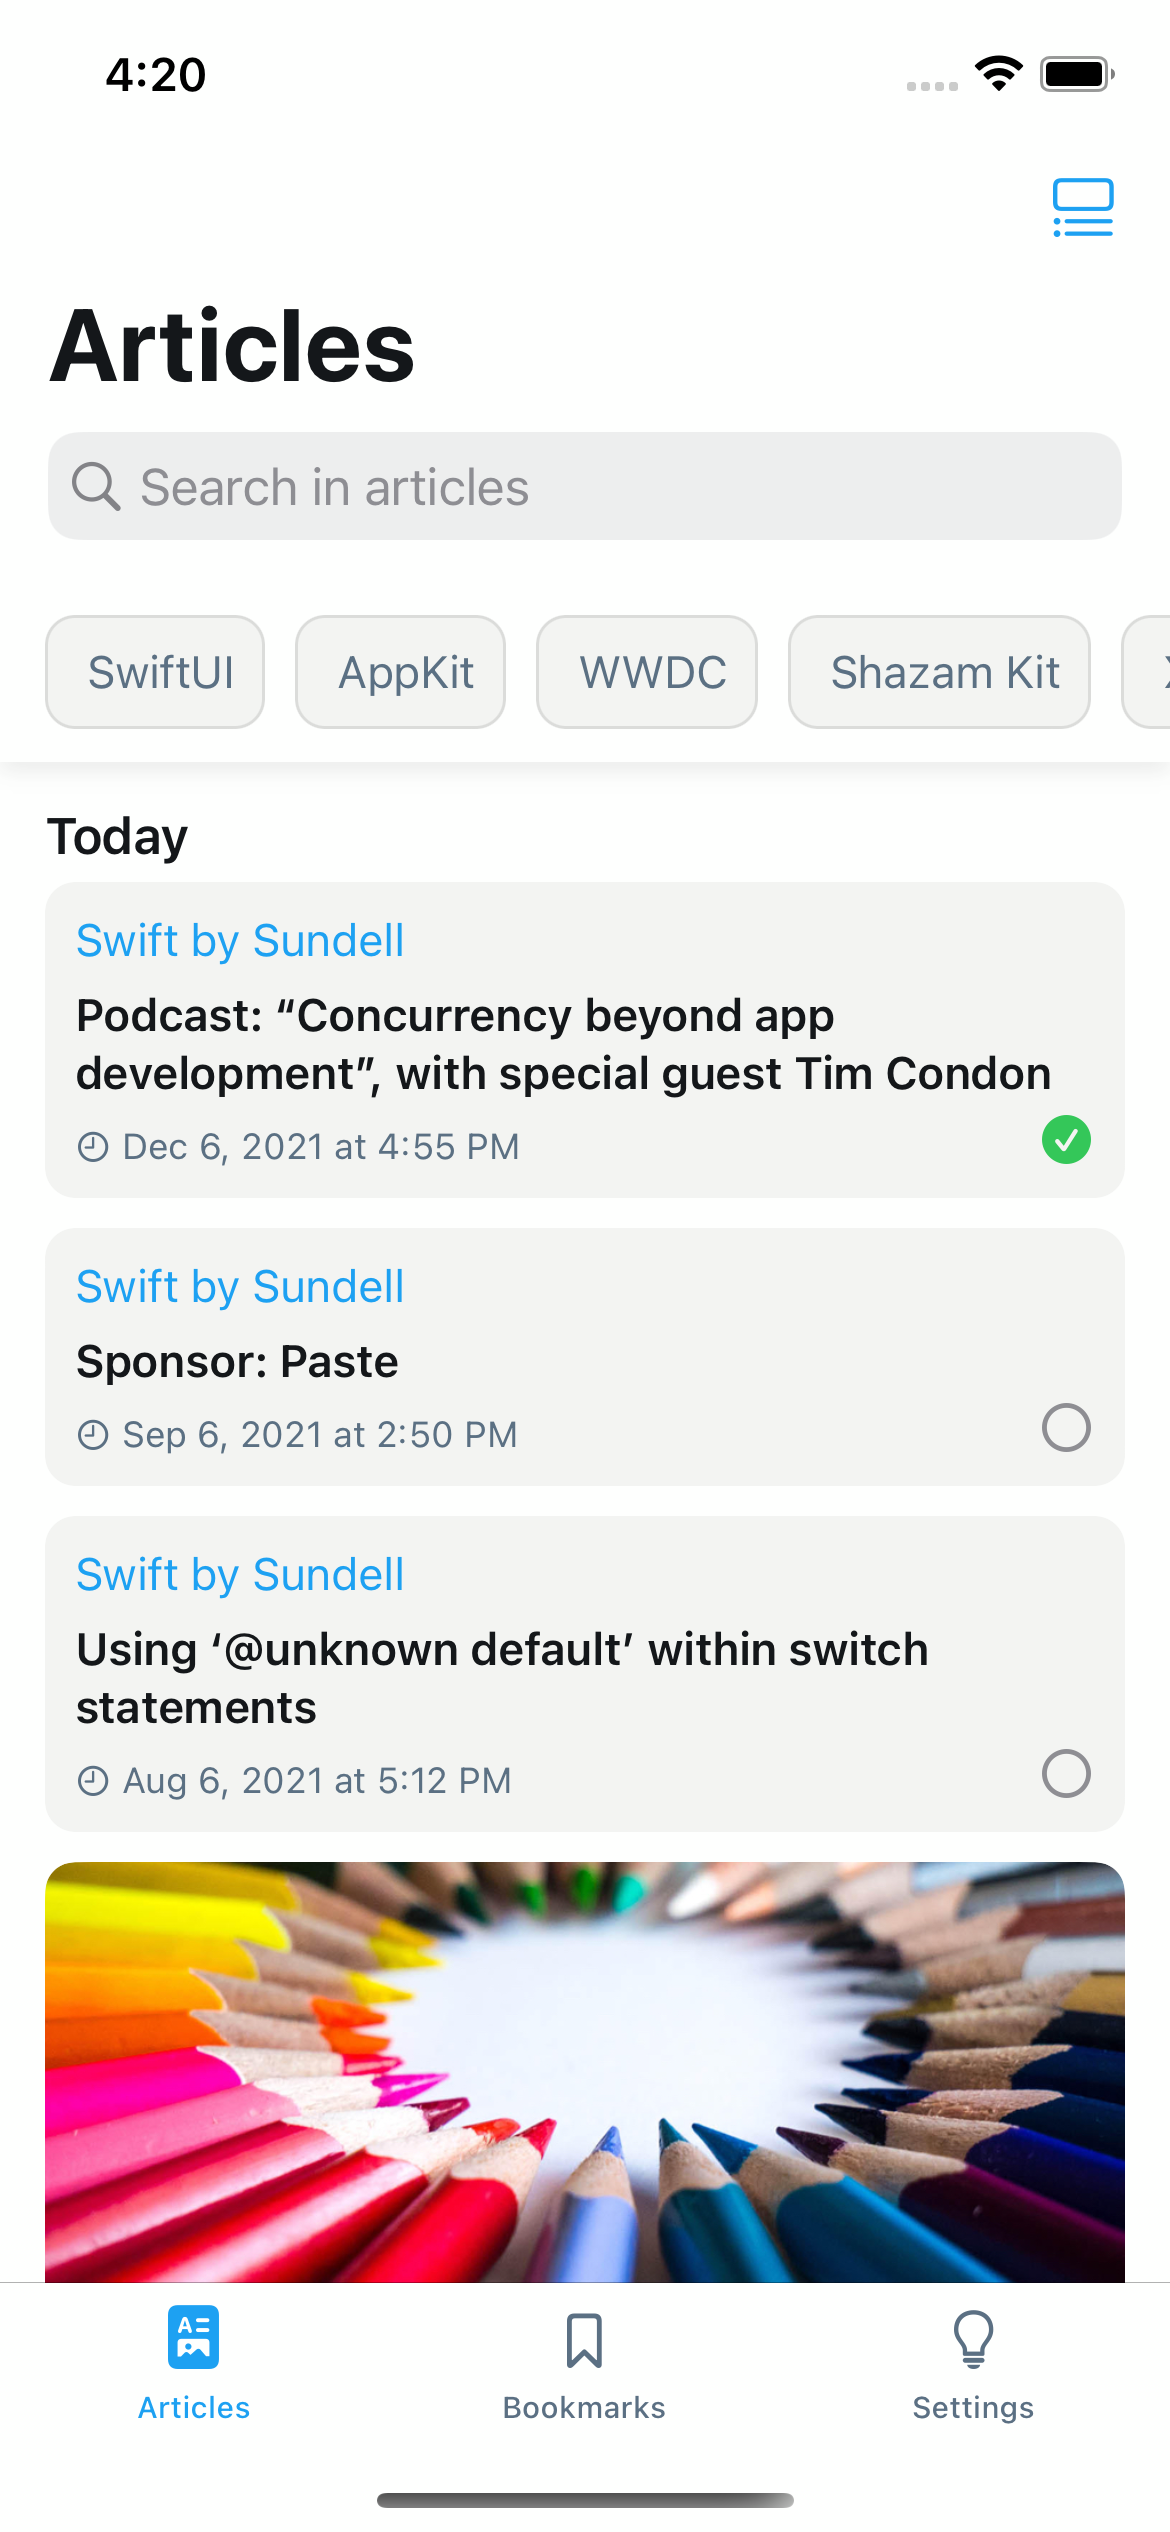 4:20
Articles
Search in articles
SwiftUI
AppKit
WWDC
Shazam Kit
Today
Swift by Sundell
Podcast: “Concurrency beyond app
development”, with special guest Tim Condon
Dec 6, 2021 at 4:55 PM
Swift by Sundell
Sponsor: Paste
Sep 6, 2021 at 2:50 PM
Swift by Sundell
Using ‘@unknown default’ within switch
statements
Aug 6, 2021 at 5:12 PM
Articles
Bookmarks
Settings